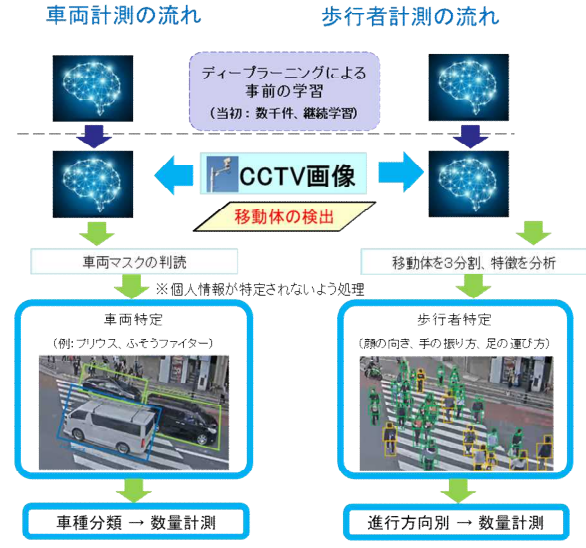 車両計測の流れ
歩行者計測の流れ
ディープラーニングによる
事前の学習
（当初：数千件、継続学習）
CCTV画像
移動体の検出
車両マスクの判読
移動体を3分割、特徴を分析
※個人情報が特定されないよう処理
車両特定
（例：プリウス、ふそうファイター）
歩行者特定
（顔の向き、手の振り方、足の運び方）
車種分類 → 数量計測
進行方向別 → 数量計測